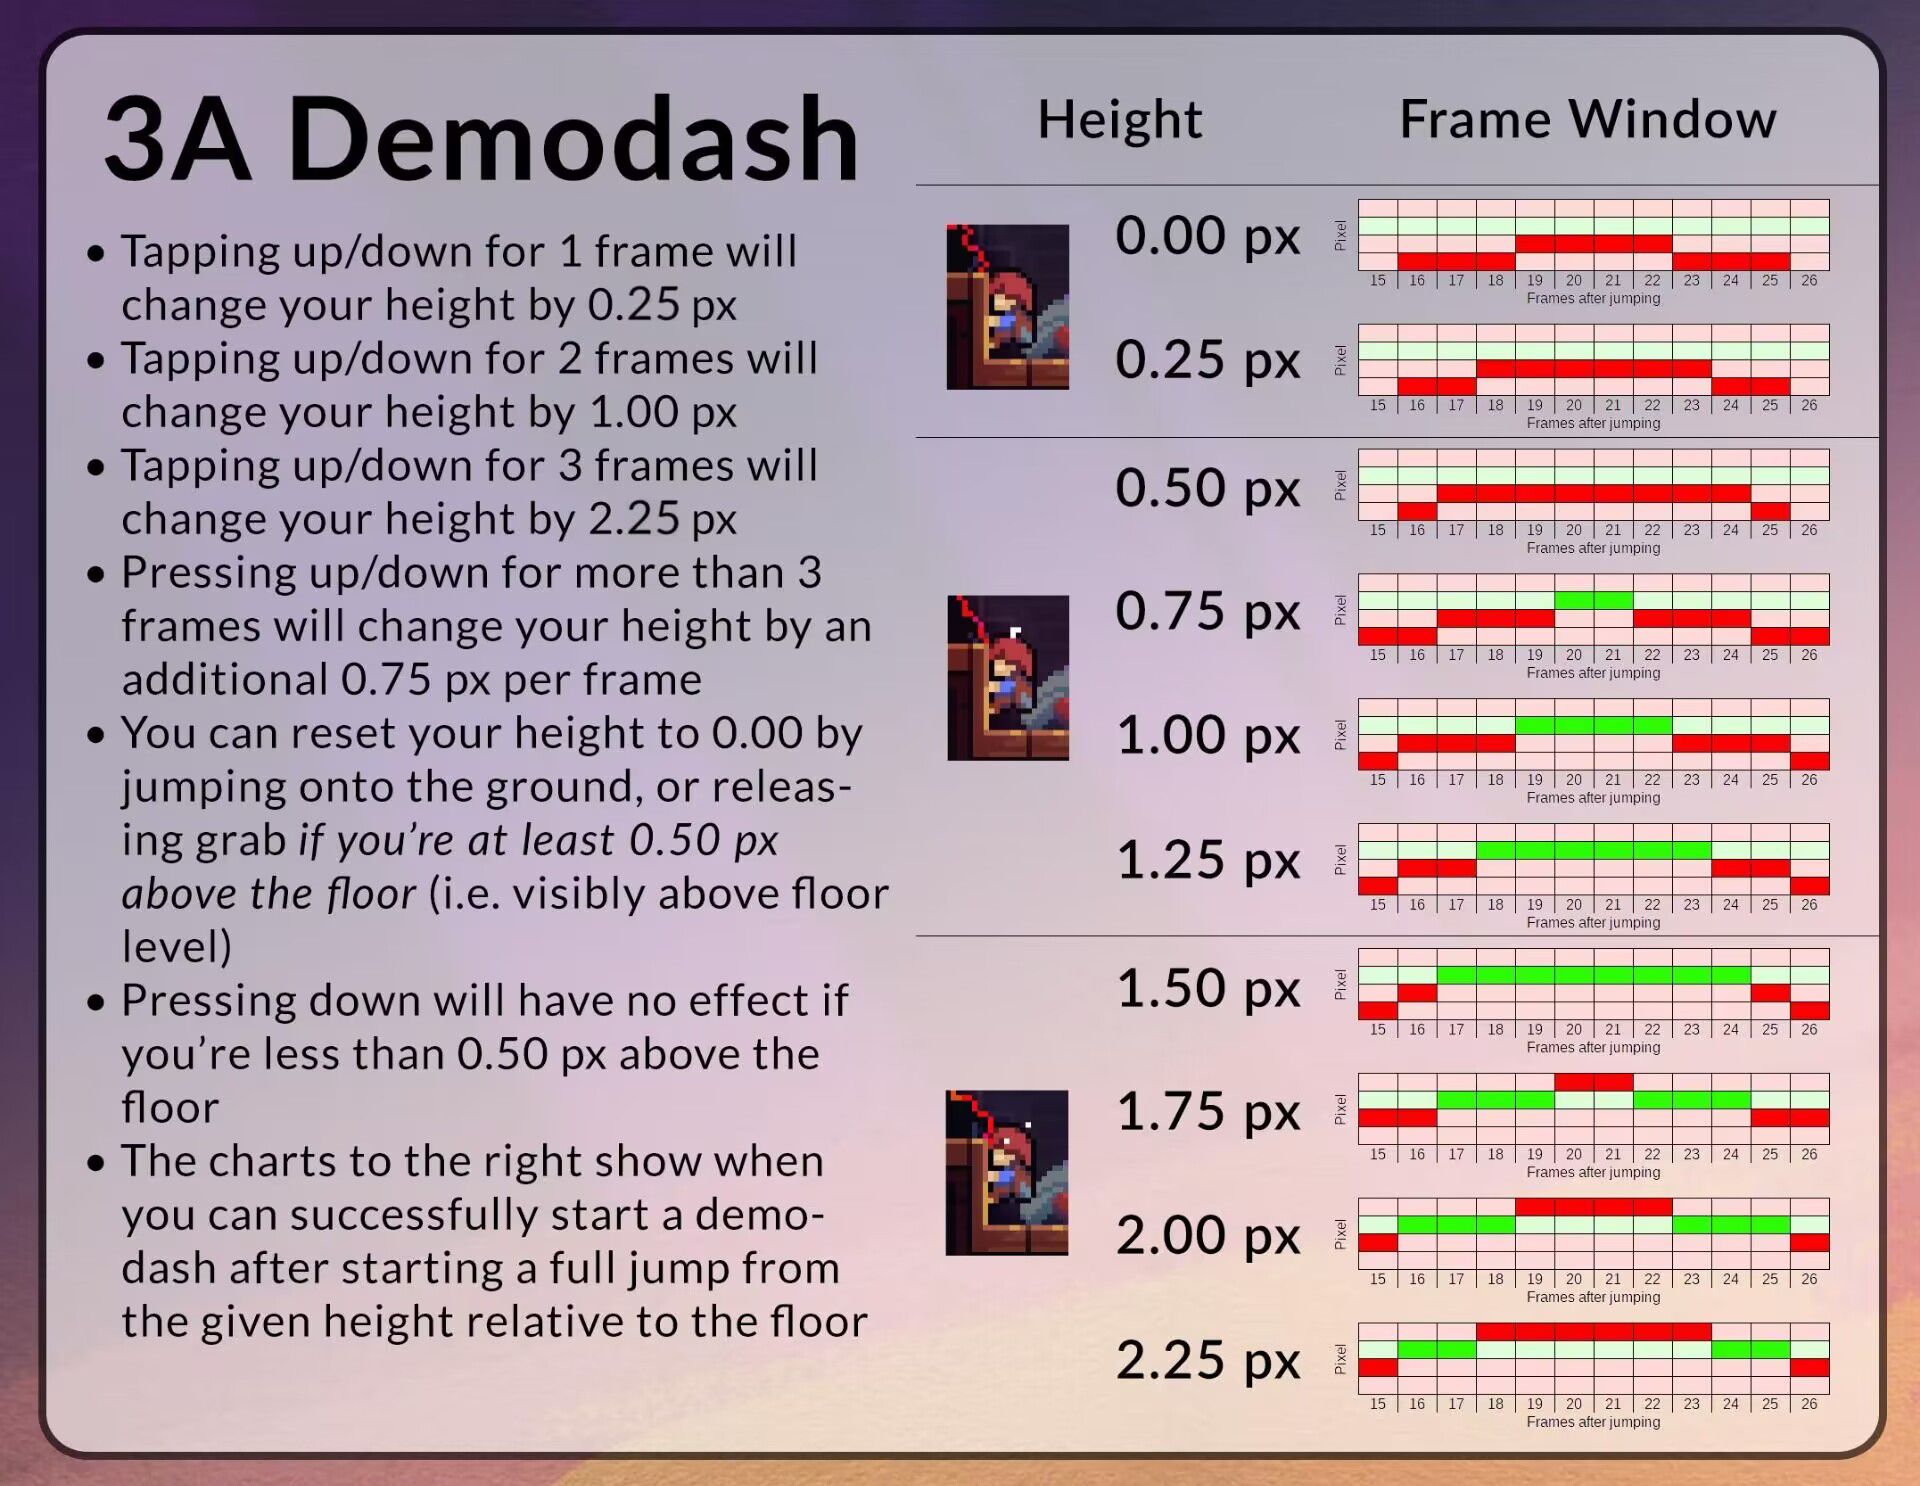 3A Demodash
• Tapping up/down for 1 frame will
change your height by 0.25 px
• Tapping up/down for 2 frames will
change your height by 1.00 px
• Tapping up/down for 3 frames will
change your height by 2.25 px
• Pressing up/down for more than 3
frames will change your height by an
additional 0.75 px per frame
• You can reset your height to 0.00 by
jumping onto the ground, or releas-
ing grab if you’re at least 0.50 px
above the floor (i.e. visibly above floor
level)
• Pressing down will have no effect if
you’re less than 0.50 px above the
floor
• The charts to the right show when
you can successfully start a demo-
dash after starting a full jump from
the given height relative to the floor
Height Frame Window
0.00 px
Pixel
15 16 17 18 19 20 21 22 23 24 25 26
Frames after jumping
0.25 px
Pixel
15 16 17 18 19 20 21 22 23 24 25 26
Frames after jumping
0.50 px
Pixel
15 16 17 18 19 20 21 22 23 24 25 26
Frames after jumping
0.75 px
Pixel
15 16 17 18 19 20 21 22 23 24 25 26
Frames after jumping
1.00 px
Pixel
15 16 17 18 19 20 21 22 23 24 25 26
Frames after jumping
1.25 px
Pixel
15 16 17 18 19 20 21 22 23 24 25 26
Frames after jumping
1.50 px
Pixel
15 16 17 18 19 20 21 22 23 24 25 26
Frames after jumping
1.75 px
Pixel
15 16 17 18 19 20 21 22 23 24 25 26
Frames after jumping
2.00 px
Pixel
15 16 17 18 19 20 21 22 23 24 25 26
Frames after jumping
2.25 px
Pixel
15 16 17 18 19 20 21 22 23 24 25 26
Frames after jumping